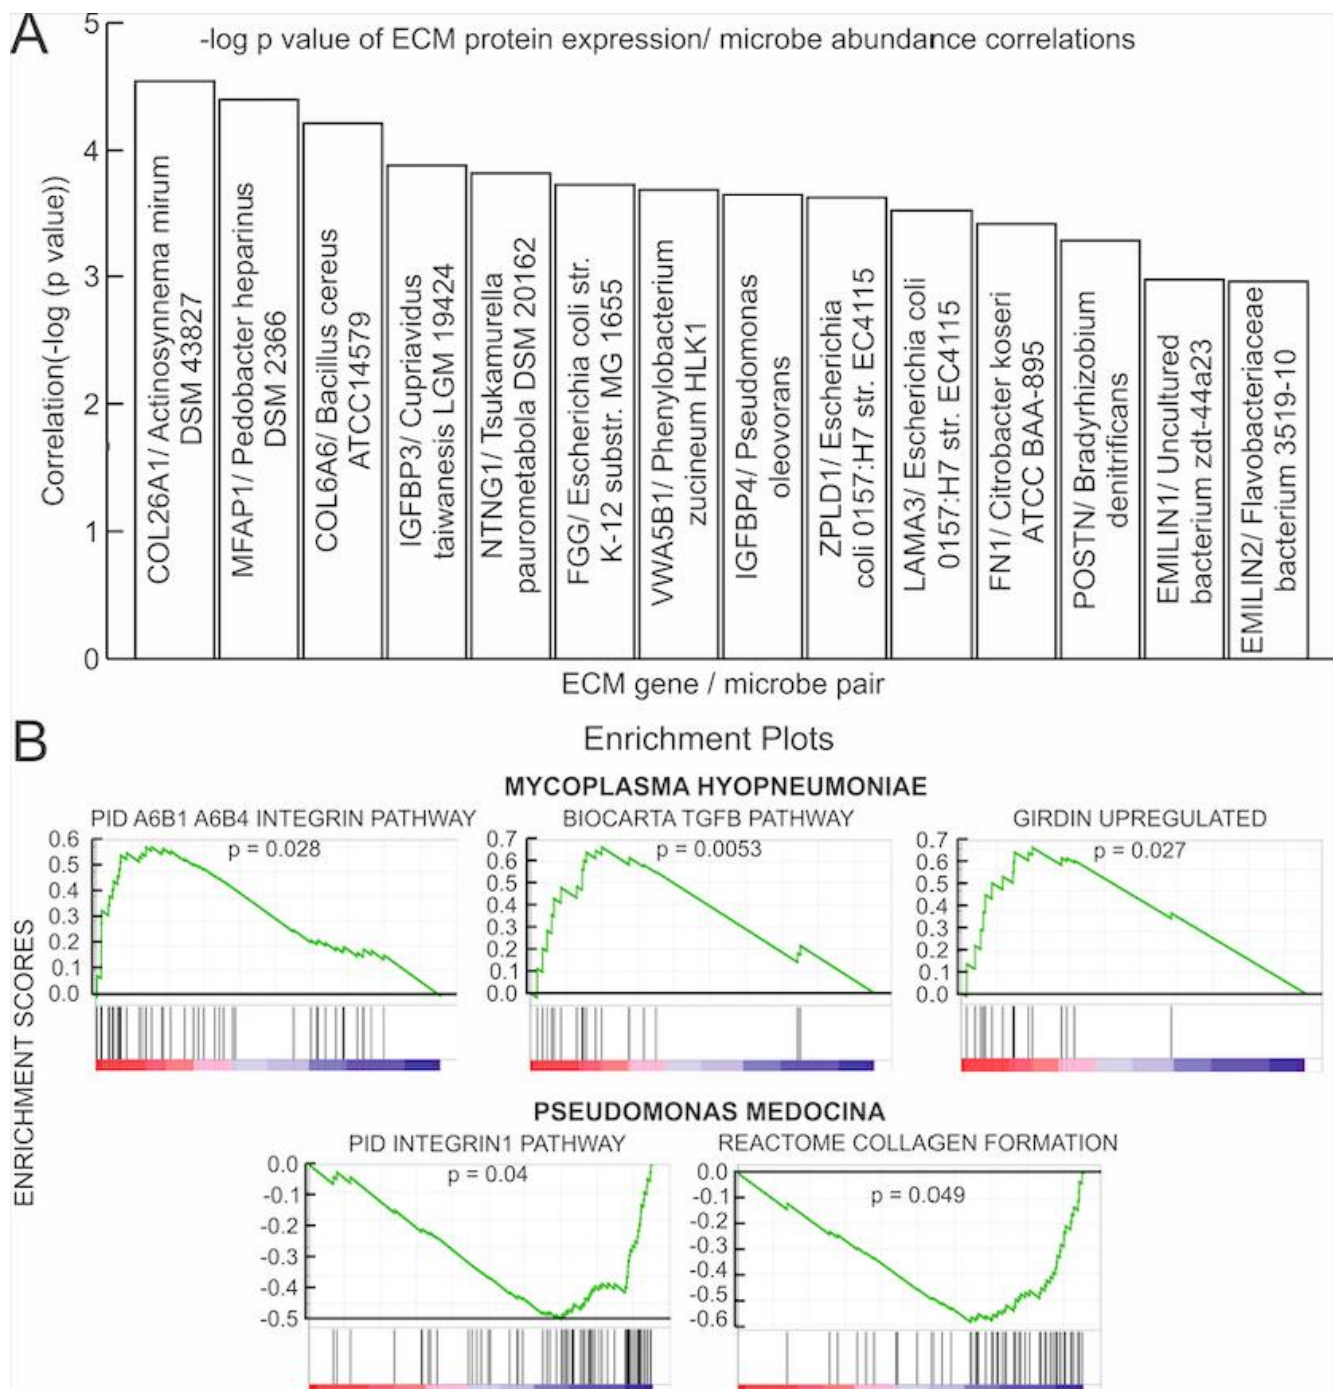 A
-log p value of ECM protein expression/ microbe abundance correlations
Correlation(-log (p value))
5
4
3
2
1
0
COL26A1/ Actinosynnema mirum
DSM 43827
MFAP1/ Pedobacter heparinus
DSM 2366
COL6A6/ Bacillus cereus
ATCC14579
IGFBP3/ Cupriavidus
taiwanesis LGM 19424
NTNG1/ Tsukamurella
paurometabola DSM 20162
FGG/ Escherichia coli str.
K-12 substr. MG 1655
VWA5B1/ Phenylobacterium
zucineum HLK1
IGFBP4/ Pseudomonas
oleovorans
ZPLD1/ Escherichia
coli 0157:H7 str. EC4115
LAMA3/ Escherichia coli
0157:H7 str. EC4115
FN1/ Citrobacter koseri
ATCC BAA-895
POSTN/ Bradyrhizobium
denitrificans
EMILIN1/ Uncultured
bacterium zdt-44a23
EMILIN2/ Flavobacteriaceae
bacterium 3519-10
ECM gene / microbe pair
B
Enrichment Plots
ENRICHMENT SCORES
MYCOPLASMA HYOPNEUMONIAE
PID A6B1 A6B4 INTEGRIN PATHWAY
p = 0.028
0.6
0.5
0.4
0.3
0.2
0.1
0.0
BIOCARTA TGFB PATHWAY
p = 0.0053
0.7
0.6
0.5
0.4
0.3
0.2
0.1
0.0
GIRDIN UPREGULATED
p = 0.027
0.7
0.6
0.5
0.4
0.3
0.2
0.1
0.0
PSEUDOMONAS MEDOCINA
PID INTEGRIN1 PATHWAY
p = 0.04
0.0
-0.1
-0.2
-0.3
-0.4
-0.5
REACTOME COLLAGEN FORMATION
p = 0.049
0.0
-0.1
-0.2
-0.3
-0.4
-0.5
-0.6